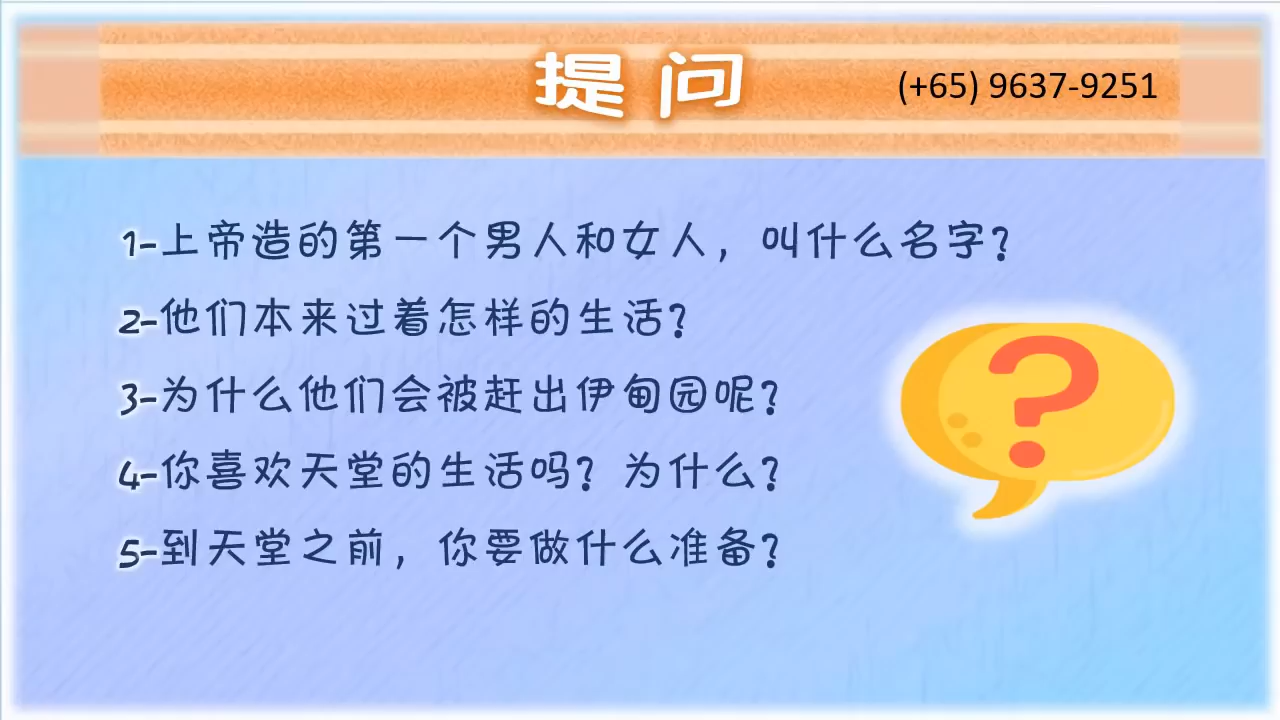 提问
(+65) 9637-9251
1-上帝造的第一个男人和女人，叫什么名字？
2-他们本来过着怎样的生活？
3-为什么他们会被赶出伊甸园呢？
4-你喜欢天堂的生活吗？为什么？
5-到天堂之前，你要做什么准备？
?